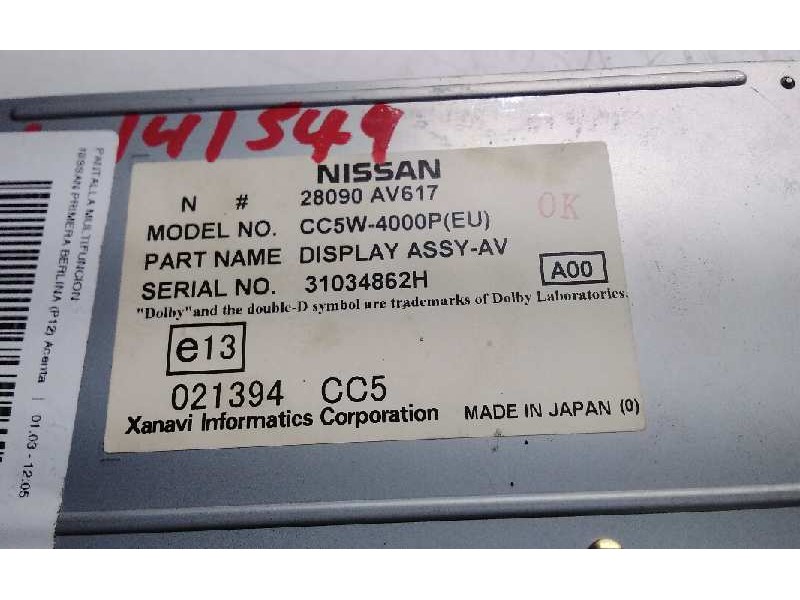 141549
NISSAN
N # 28090 AV617
OK
MODEL NO. CC5W-4000P(EU)
PART NAME DISPLAY ASSY-AV
SERIAL NO. 31034862H
A00
"Dolby"and the double-D symbol are trademarks of Dolby Laboratories.
e13
021394 CC5
Xanavi Informatics Corporation MADE IN JAPAN (0)
PANTALLA MULTIFUNCION
NISSAN PRIMERA BERLINA (P12) Acenta | 01.03 - 12.05